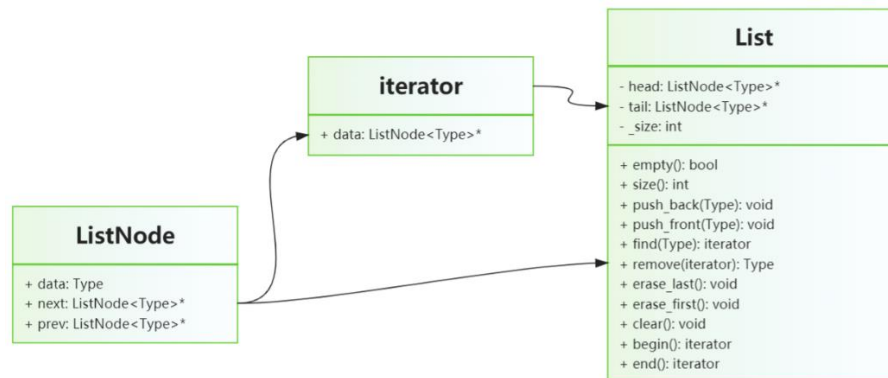 List
- head: ListNode<Type>*
- tail: ListNode<Type>*
- _size: int
+ empty(): bool
+ size(): int
+ push_back(Type): void
+ push_front(Type): void
+ find(Type): iterator
+ remove(iterator): Type
+ erase_last(): void
+ erase_first(): void
+ clear(): void
+ begin(): iterator
+ end(): iterator
iterator
+ data: ListNode<Type>*
ListNode
+ data: Type
+ next: ListNode<Type>*
+ prev: ListNode<Type>*